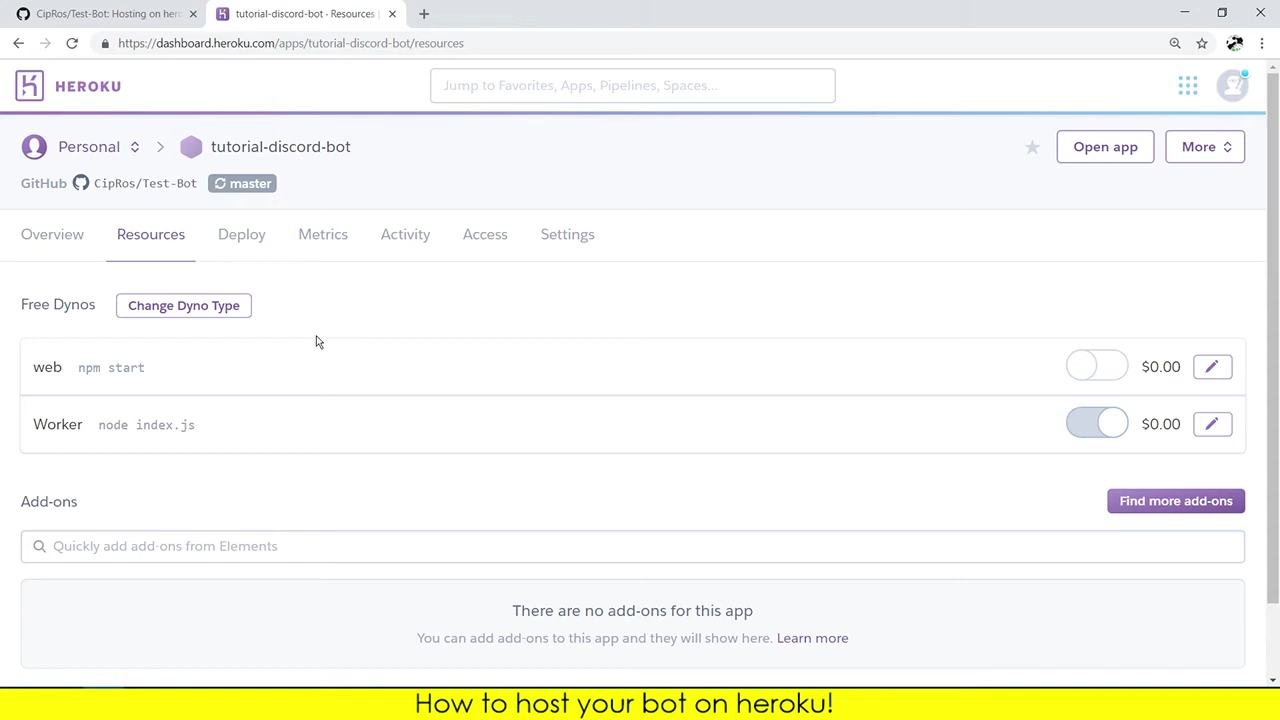 CipRos/Test-Bot: Hosting on her
tutorial-discord-bot - Resources |
https://dashboard.heroku.com/apps/tutorial-discord-bot/resources
HEROKU
Jump to Favorites, Apps, Pipelines, Spaces...
Personal
tutorial-discord-bot
Open app
More
GitHub CipRos/Test-Bot master
Overview
Resources
Deploy
Metrics
Activity
Access
Settings
Free Dynos
Change Dyno Type
web npm start $0.00
Worker node index.js $0.00
Add-ons
Find more add-ons
Quickly add add-ons from Elements
There are no add-ons for this app
You can add add-ons to this app and they will show here. Learn more
How to host your bot on heroku!